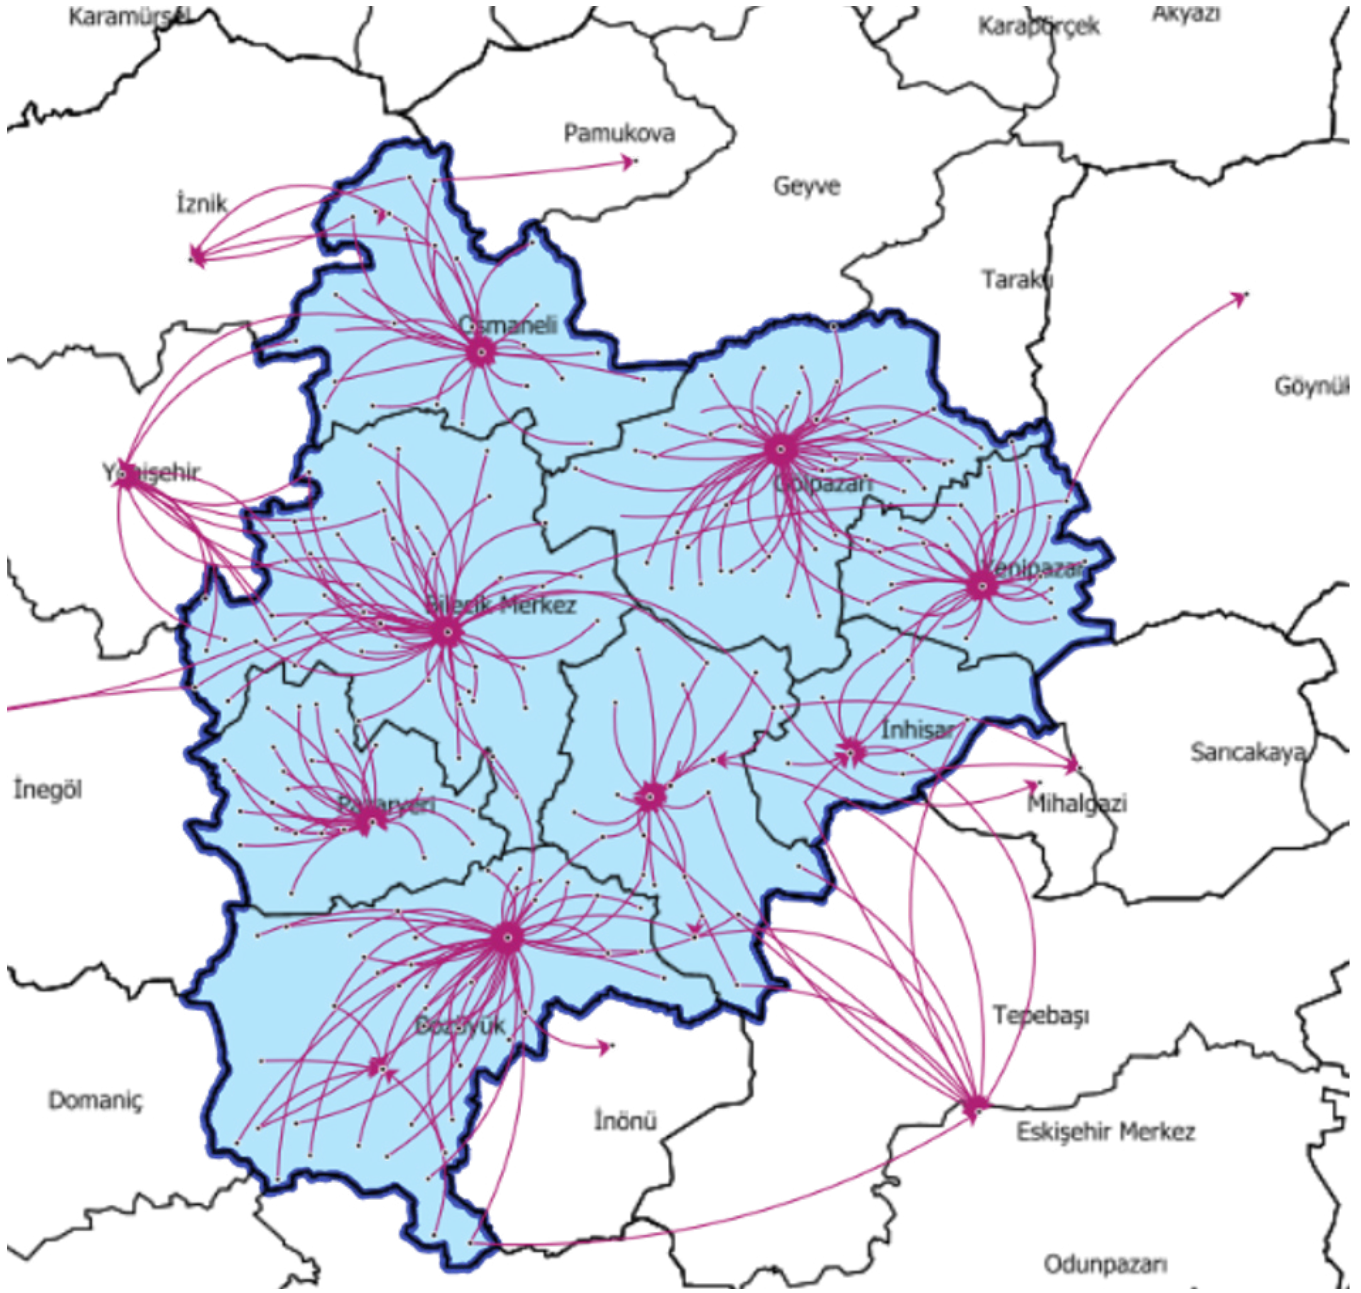 Karamürsel
Akyazı
Karapürçek
Pamukova
Geyve
İznik
Taraklı
Osmaneli
Göynük
Yenişehir
Gölpazarı
Yenipazar
Bilecik Merkez
İnhisar
Sarıcakaya
İnegöl
Pazaryeri
Mihalgazi
Tepebaşı
Bozüyük
Domaniç
İnönü
Eskişehir Merkez
Odunpazarı